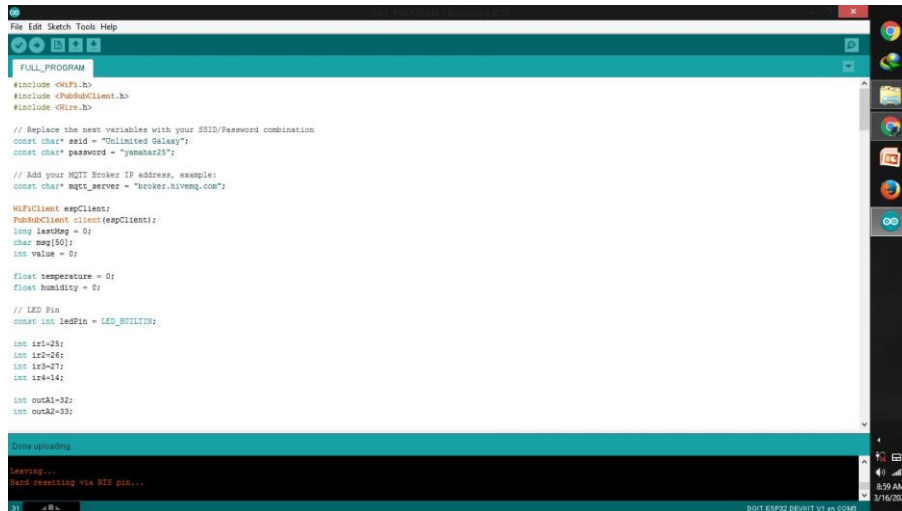 File Edit Sketch Tools Help
FULL_PROGRAM
#include <WiFi.h>
#include <PubSubClient.h>
#include <Wire.h>
// Replace the next variables with your SSID/Password combination
const char* ssid = "Unlimited Galaxy";
const char* password = "yamahar25";
// Add your MQTT Broker IP address, example:
const char* mqtt_server = "broker.hivemq.com";
WiFiClient espClient;
PubSubClient client(espClient);
long lastMsg = 0;
char msg[50];
int value = 0;
float temperature = 0;
float humidity = 0;
// LED Pin
const int ledPin = LED_BUILTIN;
int ir1=25;
int ir2=26;
int ir3=27;
int ir4=14;
int outA1=32;
int outA2=33;
Done uploading.
Leaving...
Hard resetting via RTS pin...
31
DOIT ESP32 DEVKIT V1 on COM5
8:59 AM
3/16/202